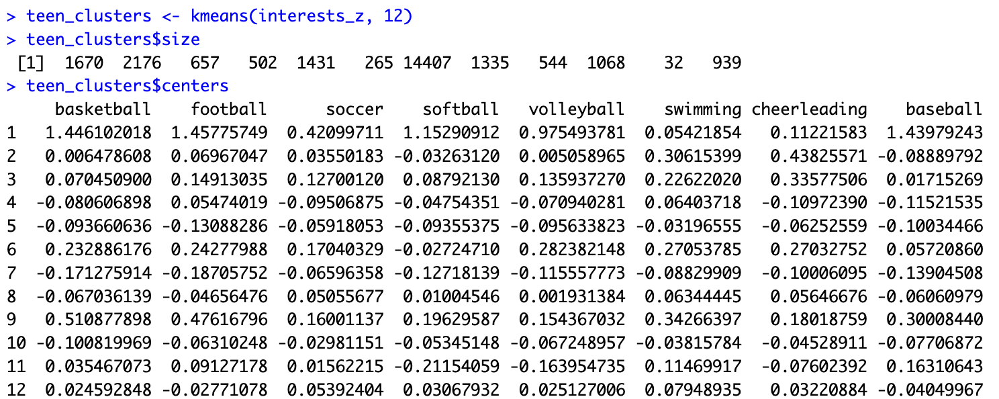 > teen_clusters <- kmeans(interests_z, 12)
> teen_clusters$size
[1] 1670 2176 657 502 1431 265 14407 1335 544 1068 32 939
> teen_clusters$centers
basketball football soccer softball volleyball swimming cheerleading baseball
1 1.446102018 1.45775749 0.42099711 1.15290912 0.975493781 0.05421854 0.11221583 1.43979243
2 0.006478608 0.06967047 0.03550183 -0.03263120 0.005058965 0.30615399 0.43825571 -0.08889792
3 0.070450900 0.14913035 0.12700120 0.08792130 0.135937270 0.22622020 0.33577506 0.01715269
4 -0.080606898 0.05474019 -0.09506875 -0.04754351 -0.070940281 0.06403718 -0.10972390 -0.11521535
5 -0.093660636 -0.13088286 -0.05918053 -0.09355375 -0.095633823 -0.03196555 -0.06252559 -0.10034466
6 0.232886176 0.24277988 0.17040329 -0.02724710 0.282382148 0.27053785 0.27032752 0.05720860
7 -0.171275914 -0.18705752 -0.06596358 -0.12718139 -0.115557773 -0.08829909 -0.10006095 -0.13904508
8 -0.067036139 -0.04656476 0.05055677 0.01004546 0.001931384 0.06344445 0.05646676 -0.06060979
9 0.510877898 0.47616796 0.16001137 0.19629587 0.154367032 0.34266397 0.18018759 0.30008440
10 -0.100819969 -0.06310248 -0.02981151 -0.05345148 -0.067248957 -0.03815784 -0.04528911 -0.07706872
11 0.035467073 0.09127178 0.01562215 -0.21154059 -0.163954735 0.11469917 -0.07602392 0.16310643
12 0.024592848 -0.02771078 0.05392404 0.03067932 0.025127006 0.07948935 0.03220884 -0.04049967